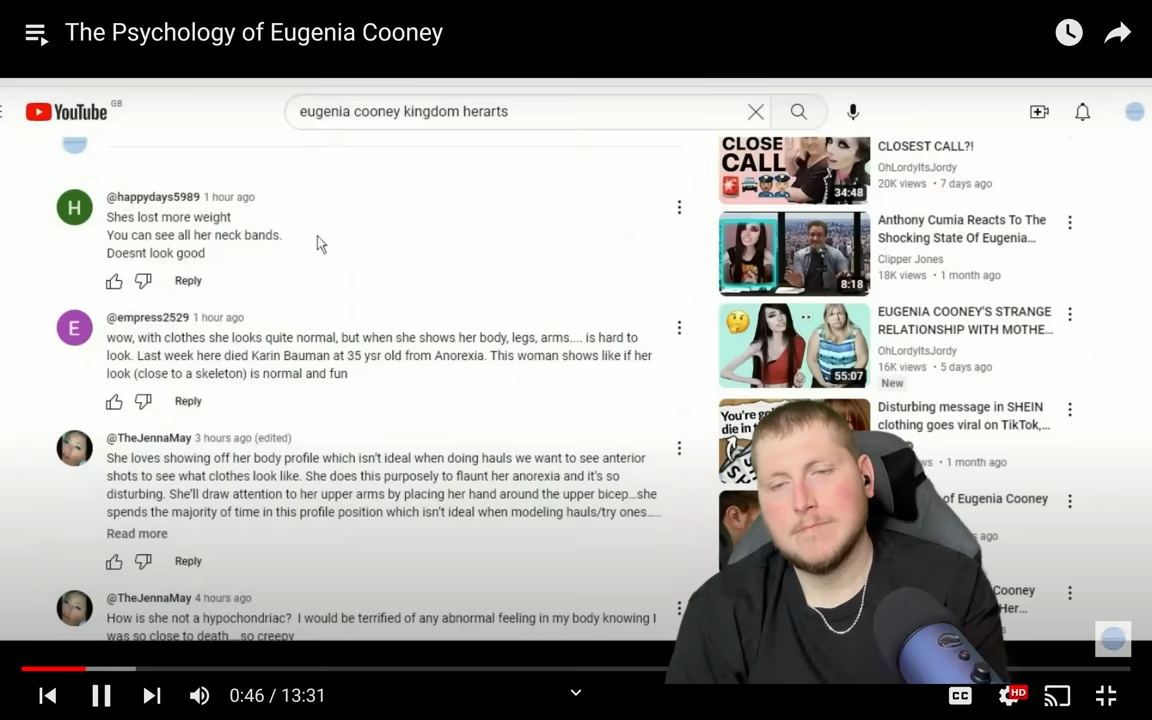 The Psychology of Eugenia Cooney
YouTube GB
eugenia cooney kingdom herarts
@happydays5989 1 hour ago
Shes lost more weight
You can see all her neck bands.
Doesnt look good
Reply
@empress2529 1 hour ago
wow, with clothes she looks quite normal, but when she shows her body, legs, arms.... is hard to
look. Last week here died Karin Bauman at 35 ysr old from Anorexia. This woman shows like if her
look (close to a skeleton) is normal and fun
Reply
@TheJennaMay 3 hours ago (edited)
She loves showing off her body profile which isn't ideal when doing hauls we want to see anterior
shots to see what clothes look like. She does this purposely to flaunt her anorexia and it's so
disturbing. She'll draw attention to her upper arms by placing her hand around the upper bicep...she
spends the majority of time in this profile position which isn't ideal when modeling hauls/try ones.....
Read more
Reply
@TheJennaMay 4 hours ago
How is she not a hypochondriac? I would be terrified of any abnormal feeling in my body knowing I
was so close to death....so creepy
CLOSE
CALL
34:48
CLOSEST CALL?!
OhLordyItsJordy
20K views • 7 days ago
8:18
Anthony Cumia Reacts To The
Shocking State Of Eugenia...
Clipper Jones
18K views • 1 month ago
55:07
EUGENIA COONEY'S STRANGE
RELATIONSHIP WITH MOTHE...
OhLordyItsJordy
16K views • 5 days ago
New
You're go
die in t
Disturbing message in SHEIN
clothing goes viral on TikTok,...
ws • 1 month ago
of Eugenia Cooney
s ago
Cooney
Her...
0:46 / 13:31
CC
HD